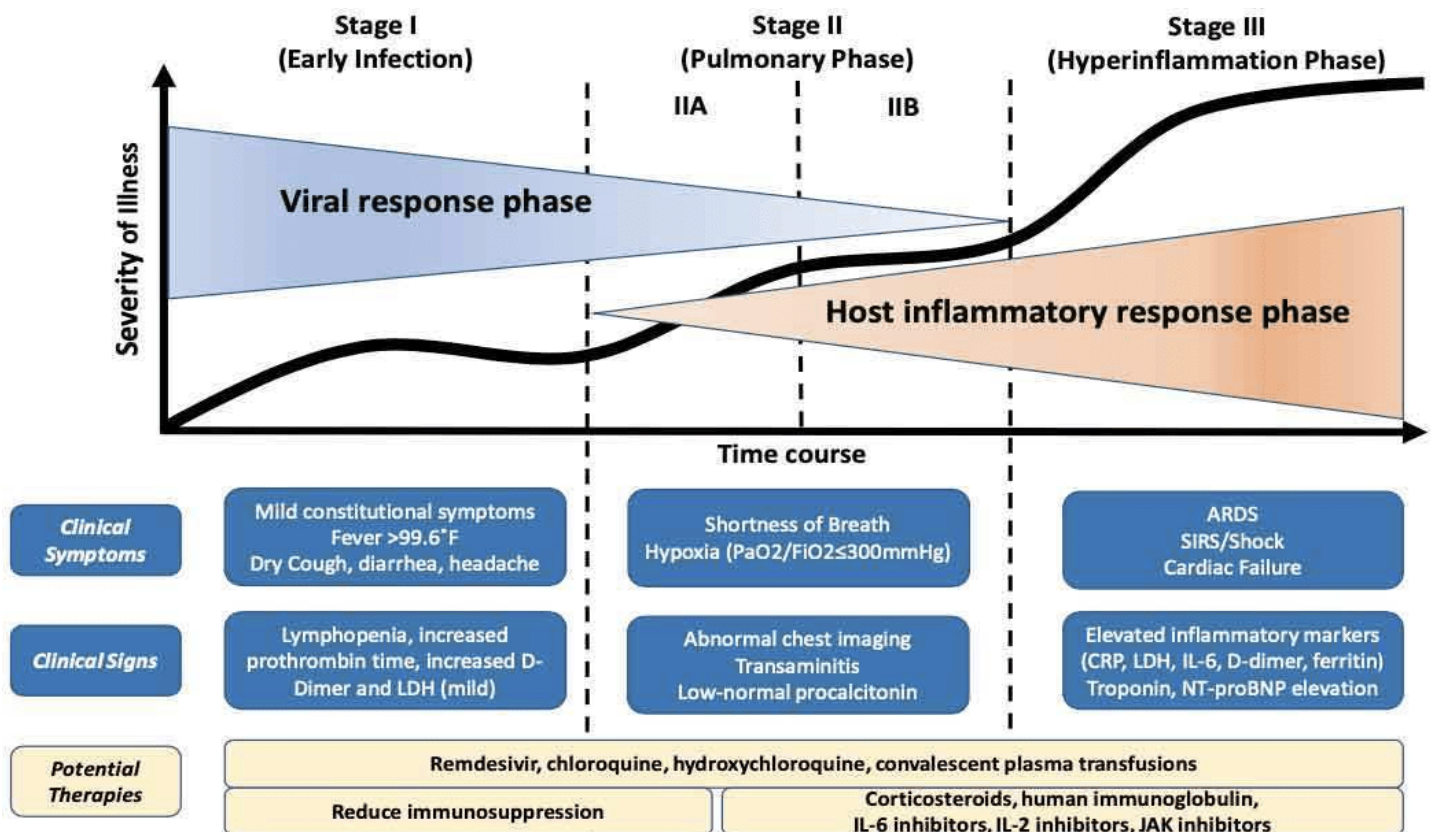 Stage I
(Early Infection)
Stage II
(Pulmonary Phase)
Stage III
(Hyperinflammation Phase)
IIA
IIB
Severity of Illness
Viral response phase
Host inflammatory response phase
Time course
Clinical
Symptoms
Mild constitutional symptoms
Fever >99.6°F
Dry Cough, diarrhea, headache
Shortness of Breath
Hypoxia (PaO2/FiO2≤300mmHg)
ARDS
SIRS/Shock
Cardiac Failure
Clinical Signs
Lymphopenia, increased
prothrombin time, increased D-
Dimer and LDH (mild)
Abnormal chest imaging
Transaminitis
Low-normal procalcitonin
Elevated inflammatory markers
(CRP, LDH, IL-6, D-dimer, ferritin)
Troponin, NT-proBNP elevation
Potential
Therapies
Remdesivir, chloroquine, hydroxychloroquine, convalescent plasma transfusions
Reduce immunosuppression
Corticosteroids, human immunoglobulin,
IL-6 inhibitors, IL-2 inhibitors, JAK inhibitors